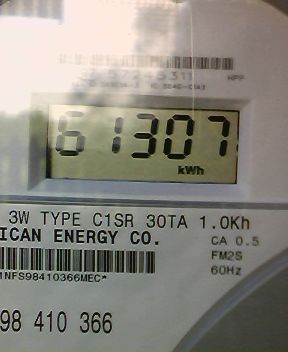 61307
kWh
3W TYPE C1SR 30TA 1.0Kh
ICAN ENERGY CO.
CA 0.5
FM2S
60Hz
1NFS98410366MEC*
98 410 366